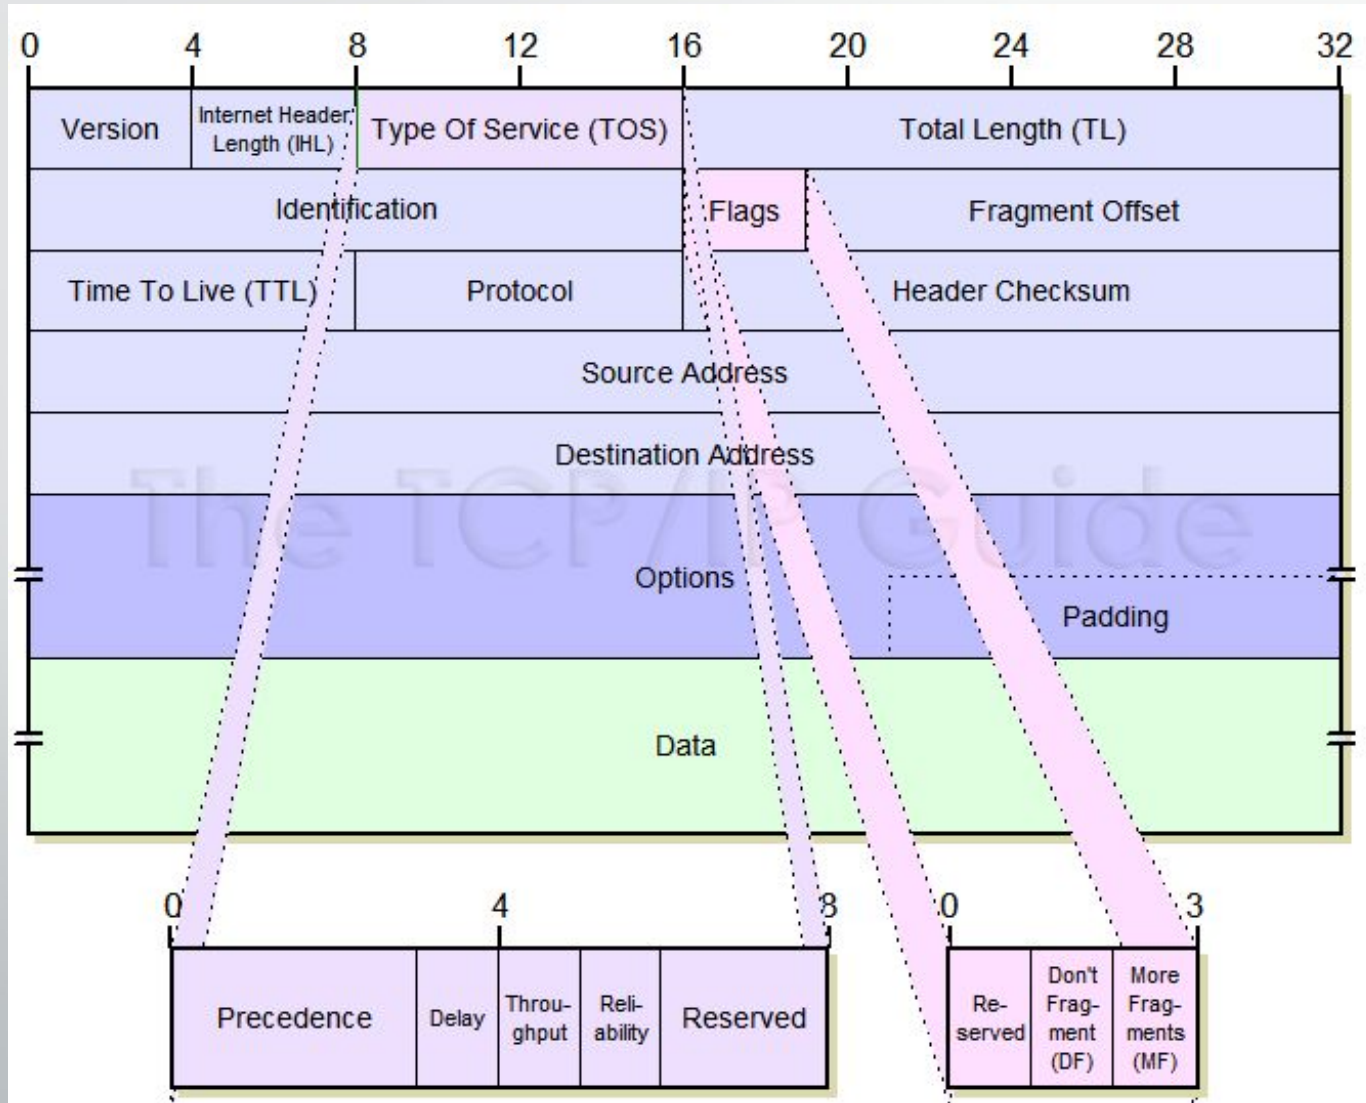 0 4 8 12 16 20 24 28 32
Version
Internet Header
Length (IHL)
Type Of Service (TOS)
Total Length (TL)
Identification
Flags
Fragment Offset
Time To Live (TTL)
Protocol
Header Checksum
Source Address
Destination Address
The TCP/IP Guide
Options
Padding
Data
0 4 8
Precedence
Delay
Throu-
ghput
Reli-
ability
Reserved
0 3
Re-
served
Don't
Frag-
ment
(DF)
More
Frag-
ments
(MF)